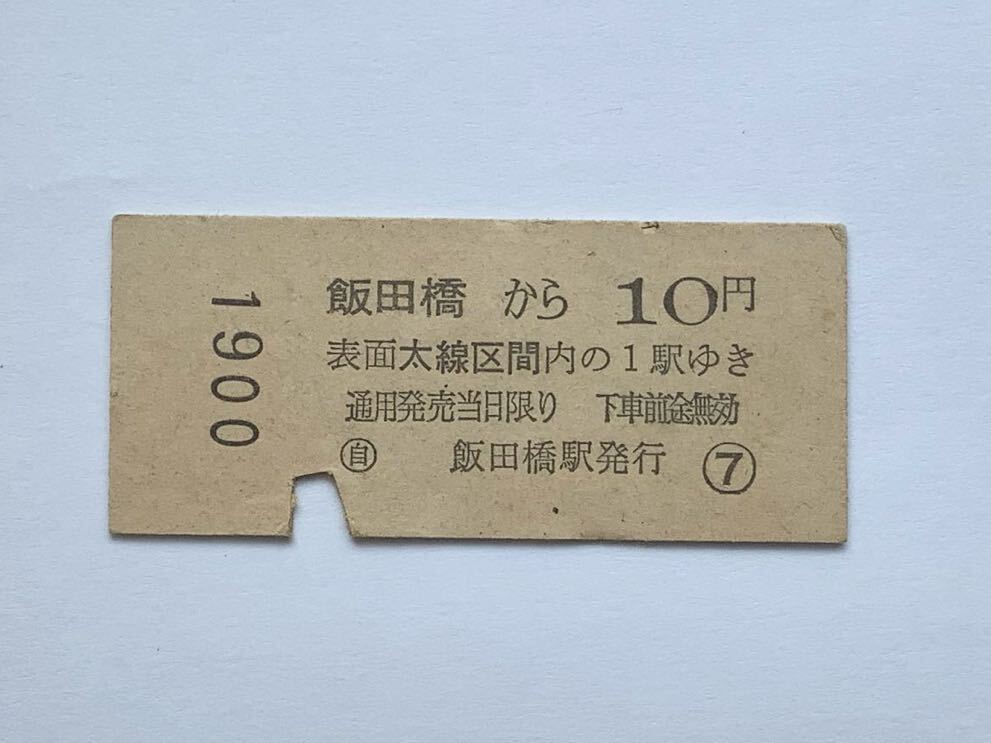 1900
飯田橋 から 10円
表面太線区間内の1駅ゆき
通用発売当日限り 下車前途無効
㊀自 飯田橋駅発行 ⑦